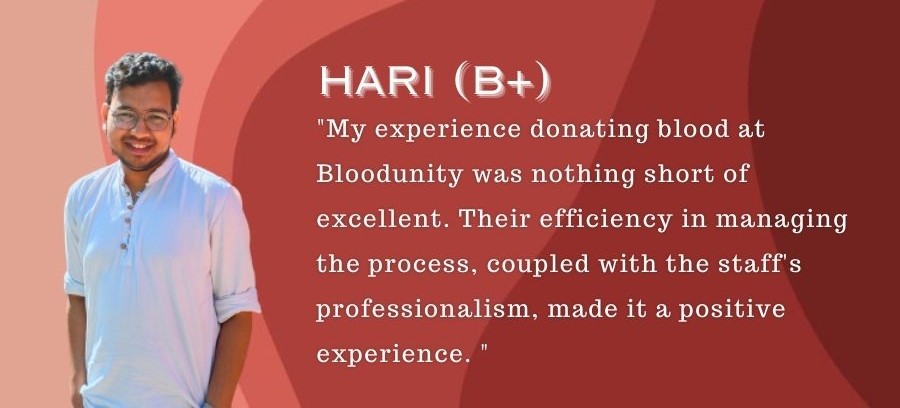 HARI (B+)
"My experience donating blood at
Bloodunity was nothing short of
excellent. Their efficiency in managing
the process, coupled with the staff's
professionalism, made it a positive
experience. "